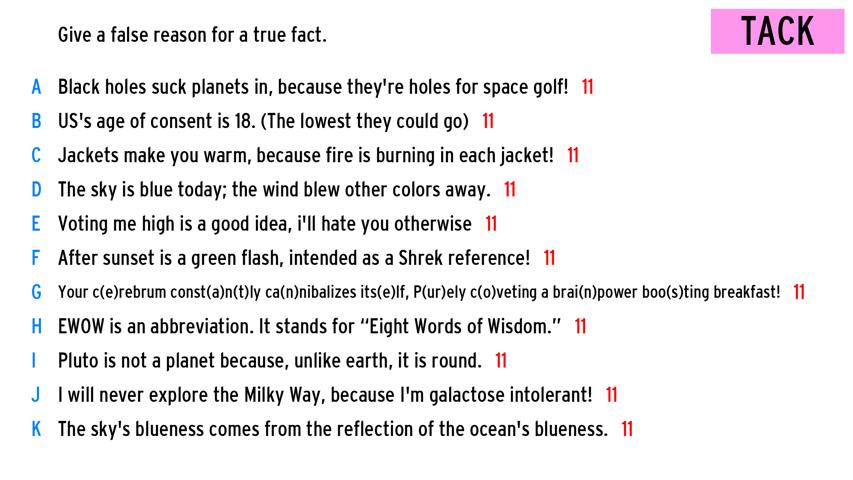 Give a false reason for a true fact.
TACK
A Black holes suck planets in, because they're holes for space golf! 11
B US's age of consent is 18. (The lowest they could go) 11
C Jackets make you warm, because fire is burning in each jacket! 11
D The sky is blue today; the wind blew other colors away. 11
E Voting me high is a good idea, i'll hate you otherwise 11
F After sunset is a green flash, intended as a Shrek reference! 11
G Your c(e)rebrum const(a)n(t)ly ca(n)nibalizes its(e)lf, P(ur)ely c(o)veting a brai(n)power boo(s)ting breakfast! 11
H EWOW is an abbreviation. It stands for “Eight Words of Wisdom.” 11
I Pluto is not a planet because, unlike earth, it is round. 11
J I will never explore the Milky Way, because I'm galactose intolerant! 11
K The sky's blueness comes from the reflection of the ocean's blueness. 11